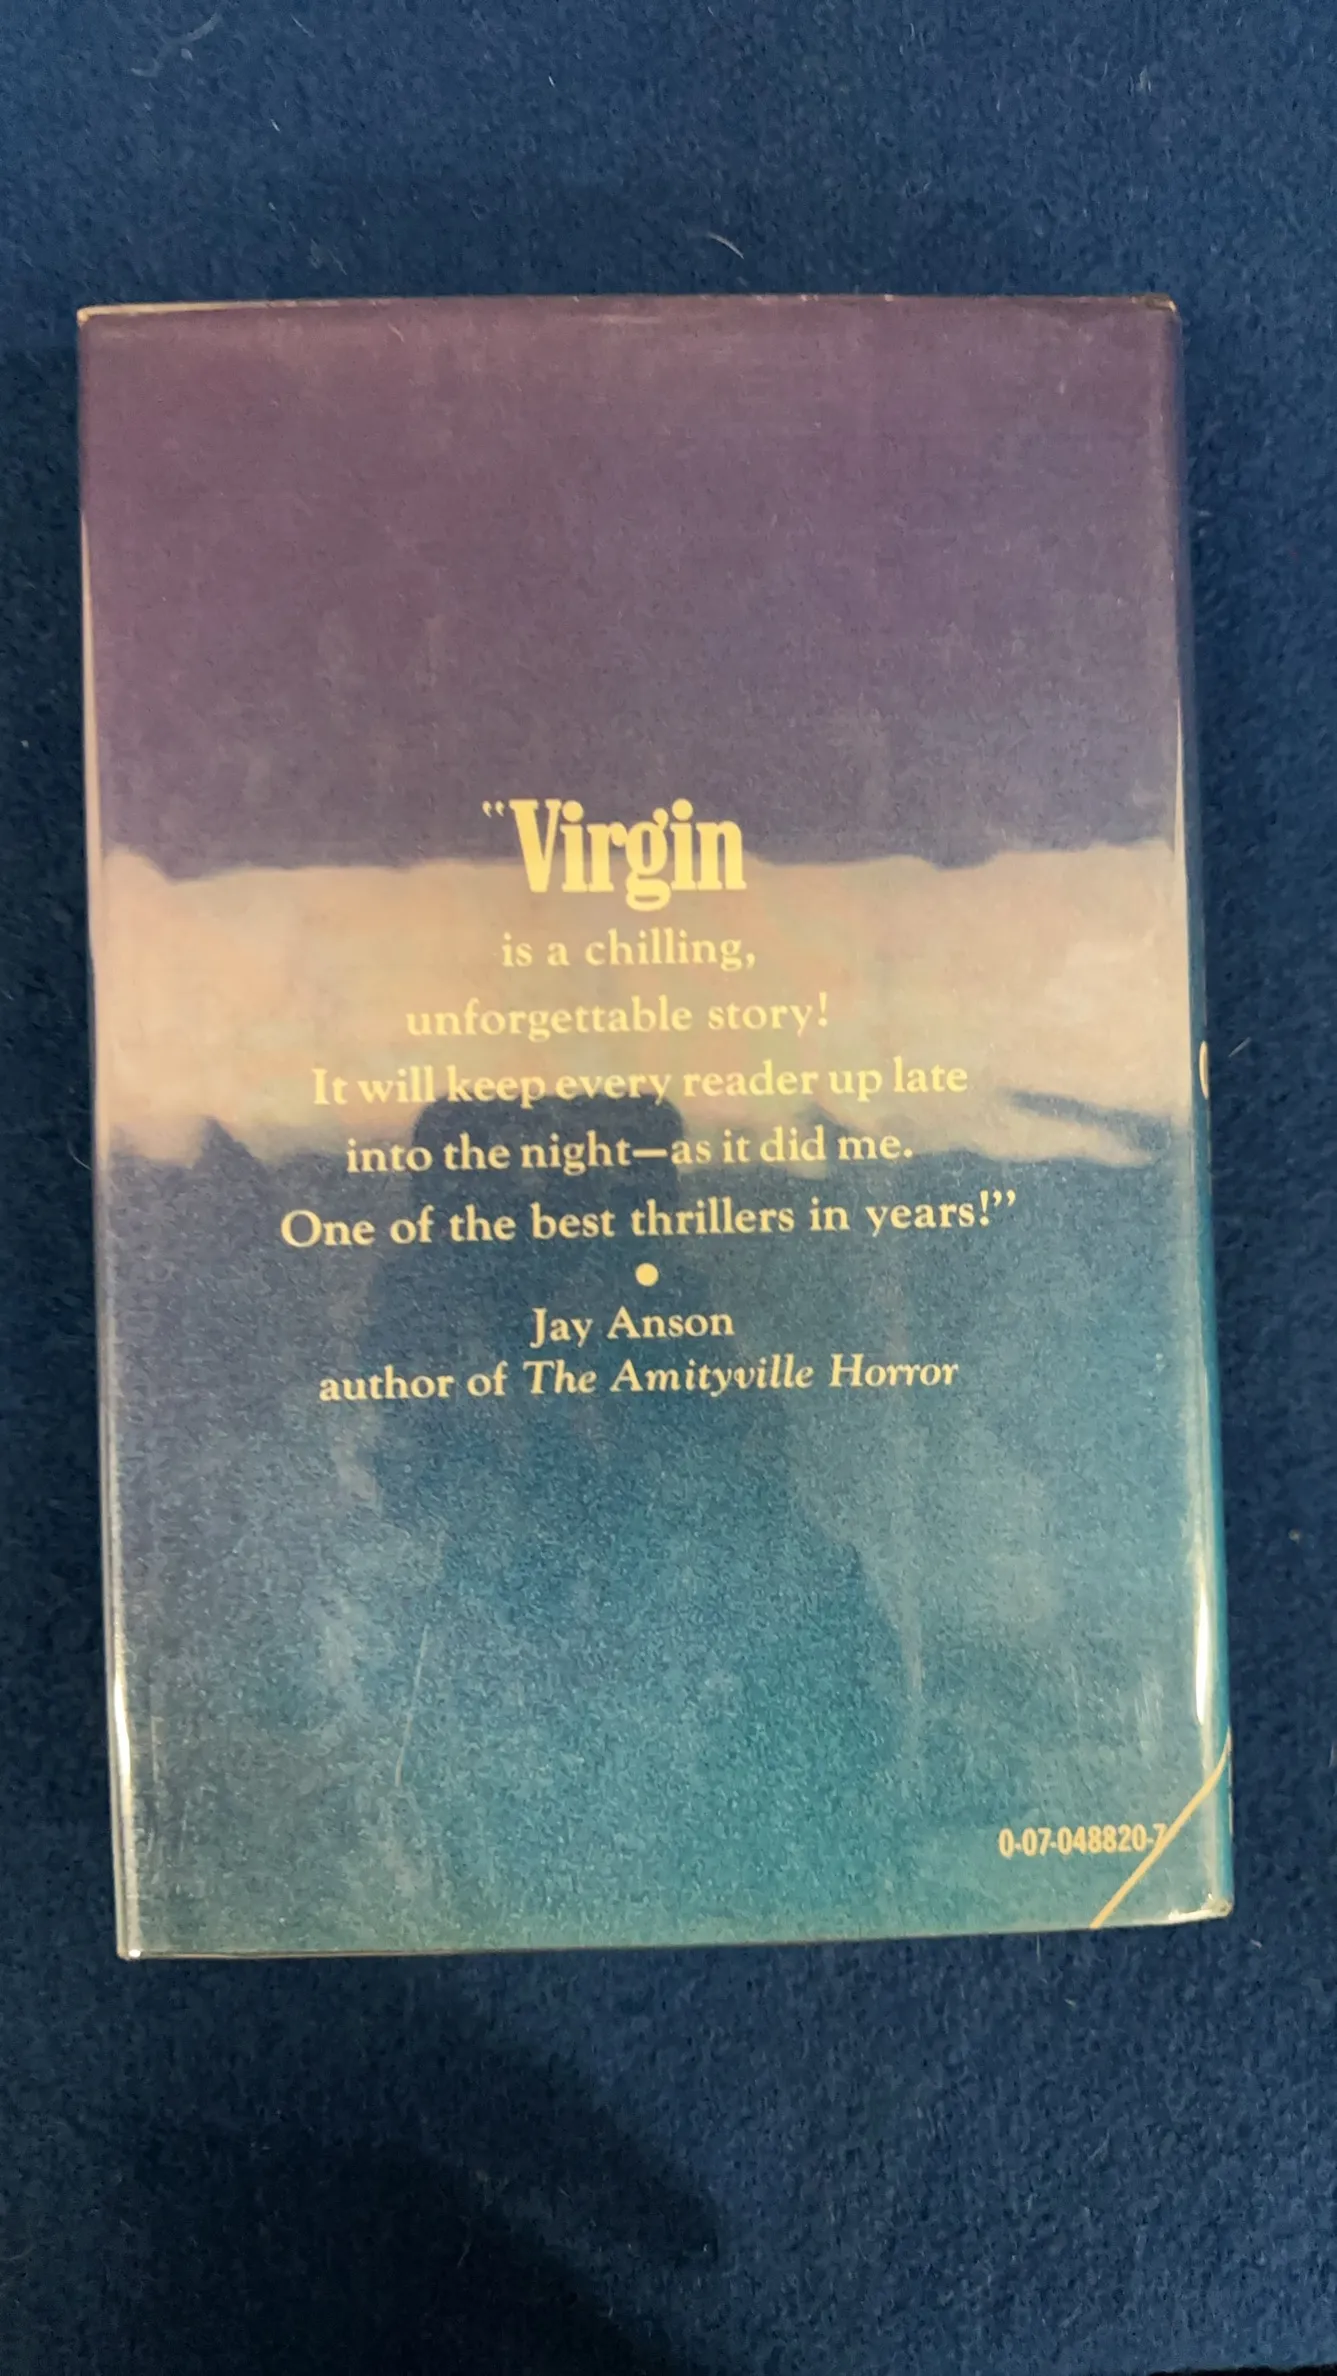 “Virgin
is a chilling,
unforgettable story!
It will keep every reader up late
into the night—as it did me.
One of the best thrillers in years!”
●
Jay Anson
author of The Amityville Horror
0-07-048820-7